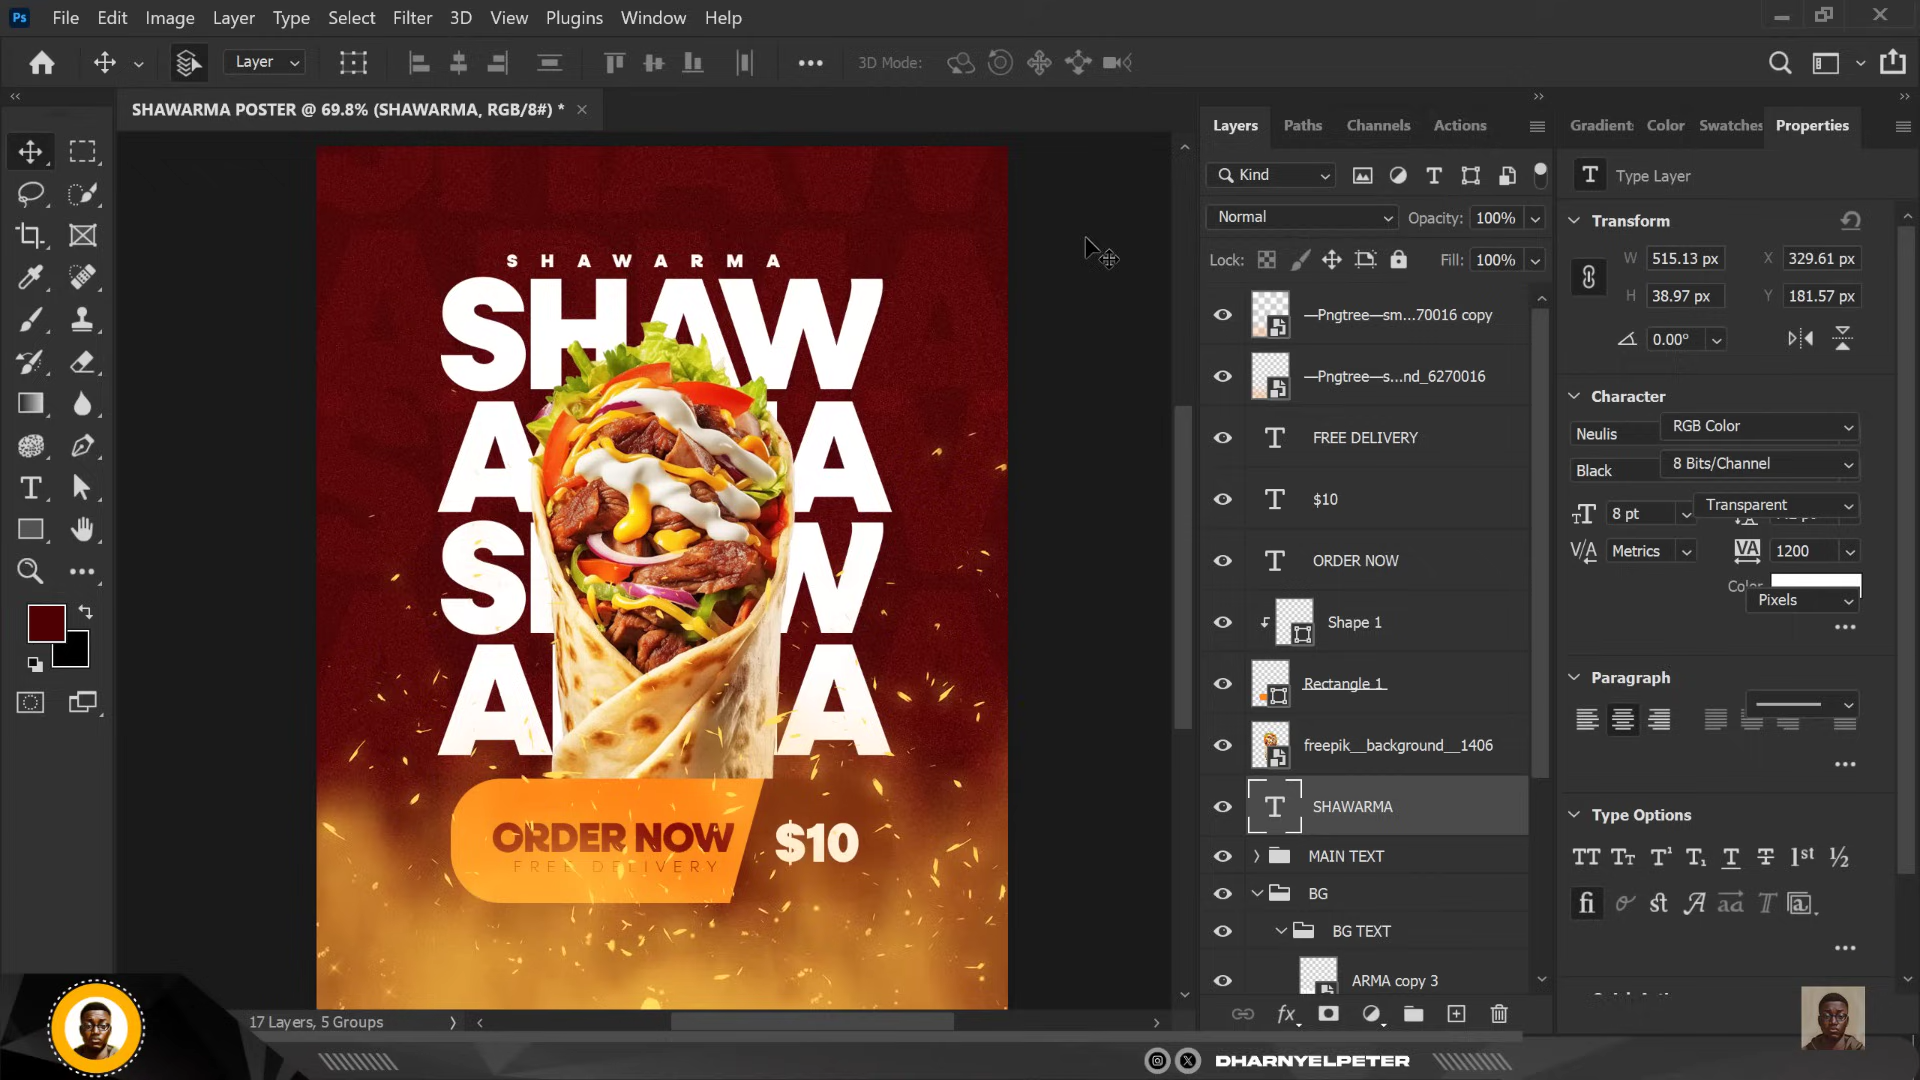 Ps File Edit Image Layer Type Select Filter 3D View Plugins Window Help
Layer 3D Mode:
SHAWARMA POSTER @ 69.8% (SHAWARMA, RGB/8#) *
Layers Paths Channels Actions
Color Swatches Properties
Kind
Type Layer
Normal Opacity: 100%
Transform
Lock: Fill: 100%
W 515.13 px X 329.61 px
H 38.97 px Y 181.57 px
0.00°
—Pngtree—sm...70016 copy
—Pngtree—s...nd_6270016
FREE DELIVERY
$10
ORDER NOW
Shape 1
Rectangle 1
freepik__background__1406
SHAWARMA
MAIN TEXT
BG
BG TEXT
ARMA copy 3
Character
Neulis RGB Color
Black 8 Bits/Channel
8 pt Transparent
Metrics 1200
Pixels
Paragraph
Type Options
SHAWARMA
SHAW
A A
S W
A A
ORDER NOW
FREE DELIVERY
$10
17 Layers, 5 Groups
DHARNYELPETER